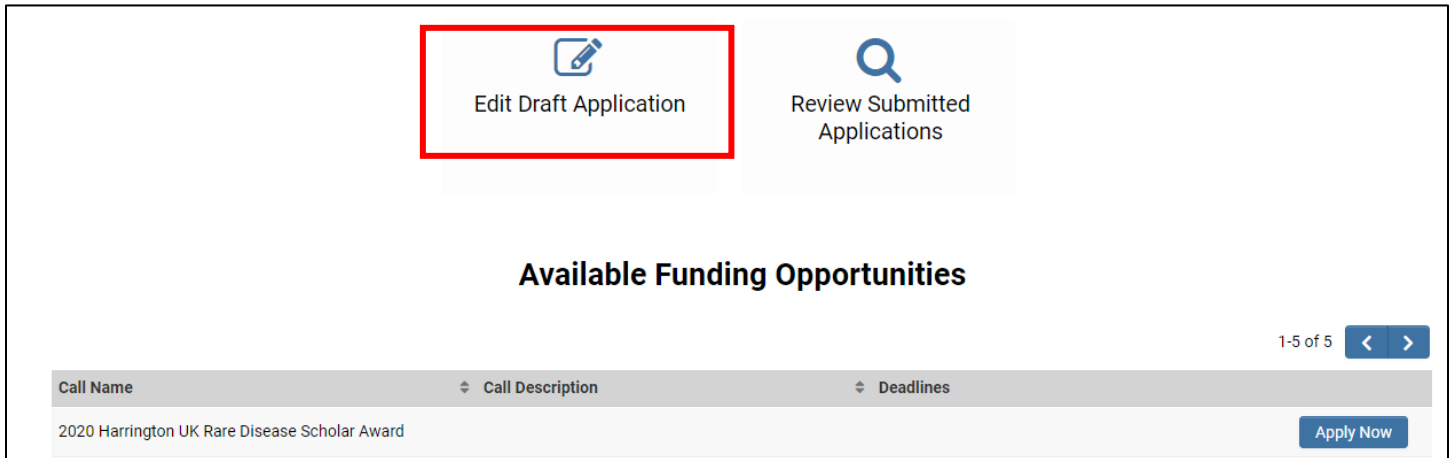 Edit Draft Application
Review Submitted
Applications
Available Funding Opportunities
1-5 of 5
Call Name Call Description Deadlines
2020 Harrington UK Rare Disease Scholar Award Apply Now